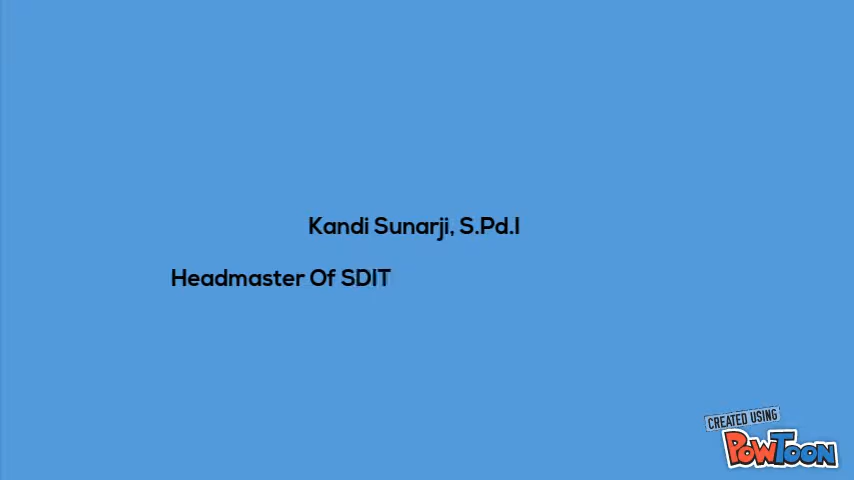 Kandi Sunarji, S.Pd.I
Headmaster Of SDIT
CREATED USING
POWTOON